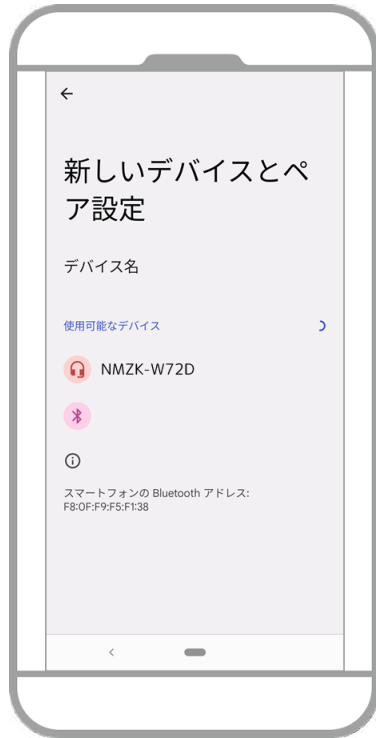 新しいデバイスとペ
ア設定
デバイス名
使用可能なデバイス
NMZK-W72D
スマートフォンの Bluetooth アドレス:
F8:0F:F9:F5:F1:38